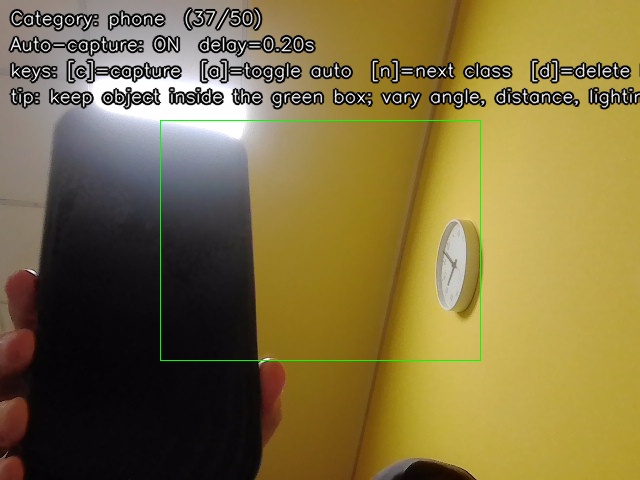 Category: phone (37/50)
Auto-capture: ON delay=0.20s
keys: [c]=capture [a]=toggle auto [n]=next class [d]=delete
tip: keep object inside the green box; vary angle, distance,